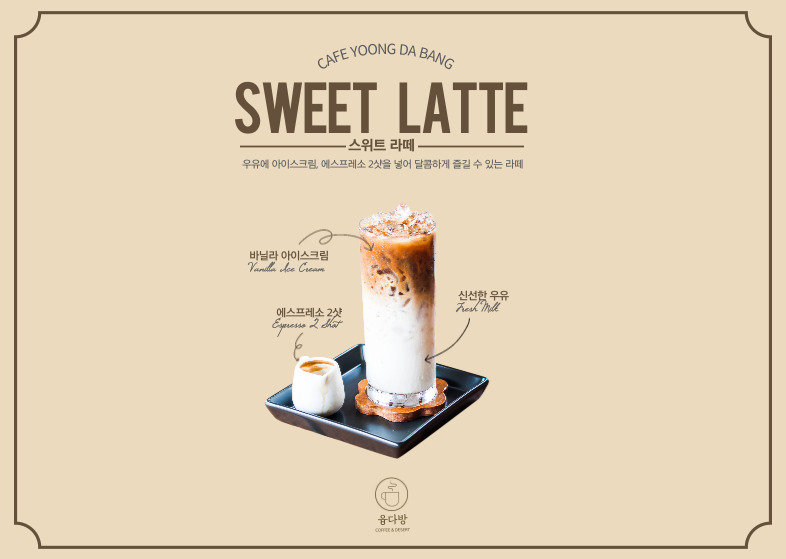 CAFE YOONG DA BANG
SWEET LATTE
스위트 라떼
우유에 아이스크림, 에스프레소 2샷을 넣어 달콤하게 즐길 수 있는 라떼
바닐라 아이스크림
Vanilla Ice Cream
신선한 우유
Fresh Milk
에스프레소 2샷
Espresso 2 Shot
융다방
COFFEE & DESSERT